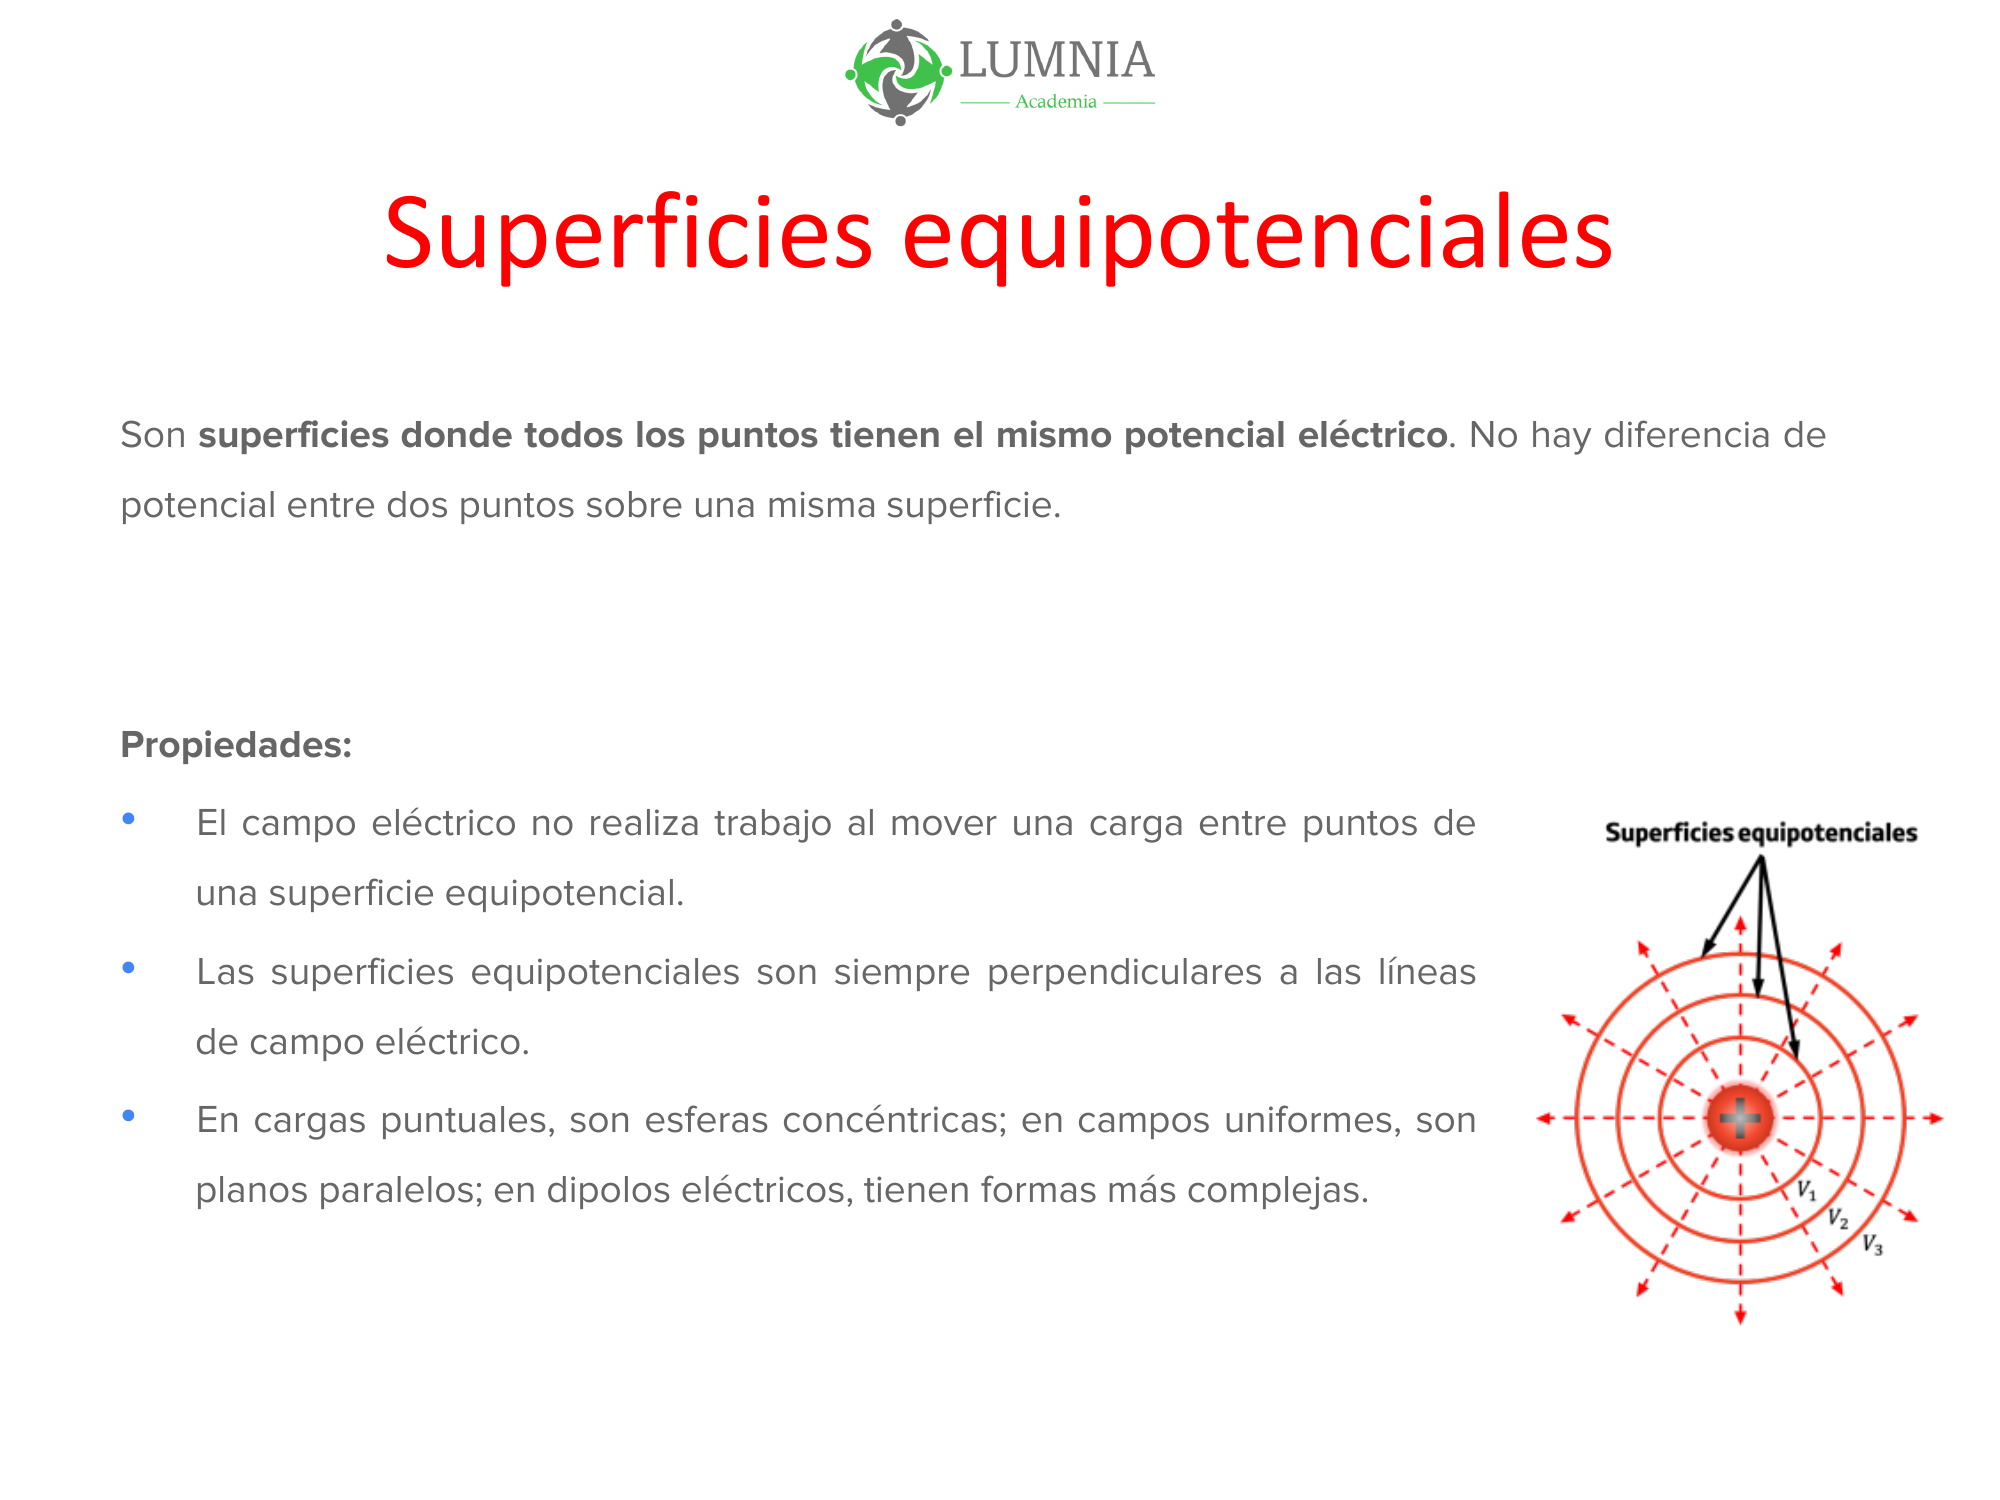 LUMNIA
Academia
Superficies equipotenciales
Son superficies donde todos los puntos tienen el mismo potencial eléctrico. No hay diferencia de
potencial entre dos puntos sobre una misma superficie.
Propiedades:
• El campo eléctrico no realiza trabajo al mover una carga entre puntos de
una superficie equipotencial.
• Las superficies equipotenciales son siempre perpendiculares a las líneas
de campo eléctrico.
• En cargas puntuales, son esferas concéntricas; en campos uniformes, son
planos paralelos; en dipolos eléctricos, tienen formas más complejas.
Superficies equipotenciales
+
V₁
V₂
V₃